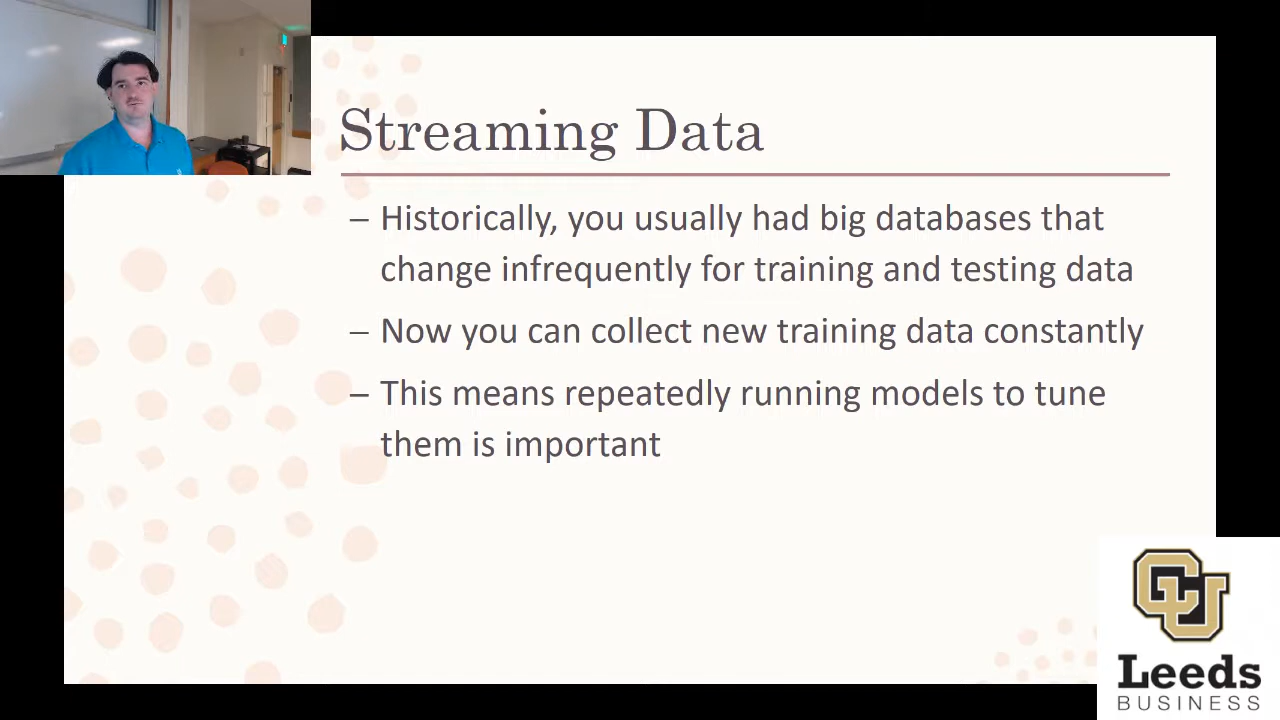 Streaming Data
– Historically, you usually had big databases that
change infrequently for training and testing data
– Now you can collect new training data constantly
– This means repeatedly running models to tune
them is important
CU
Leeds
BUSINESS